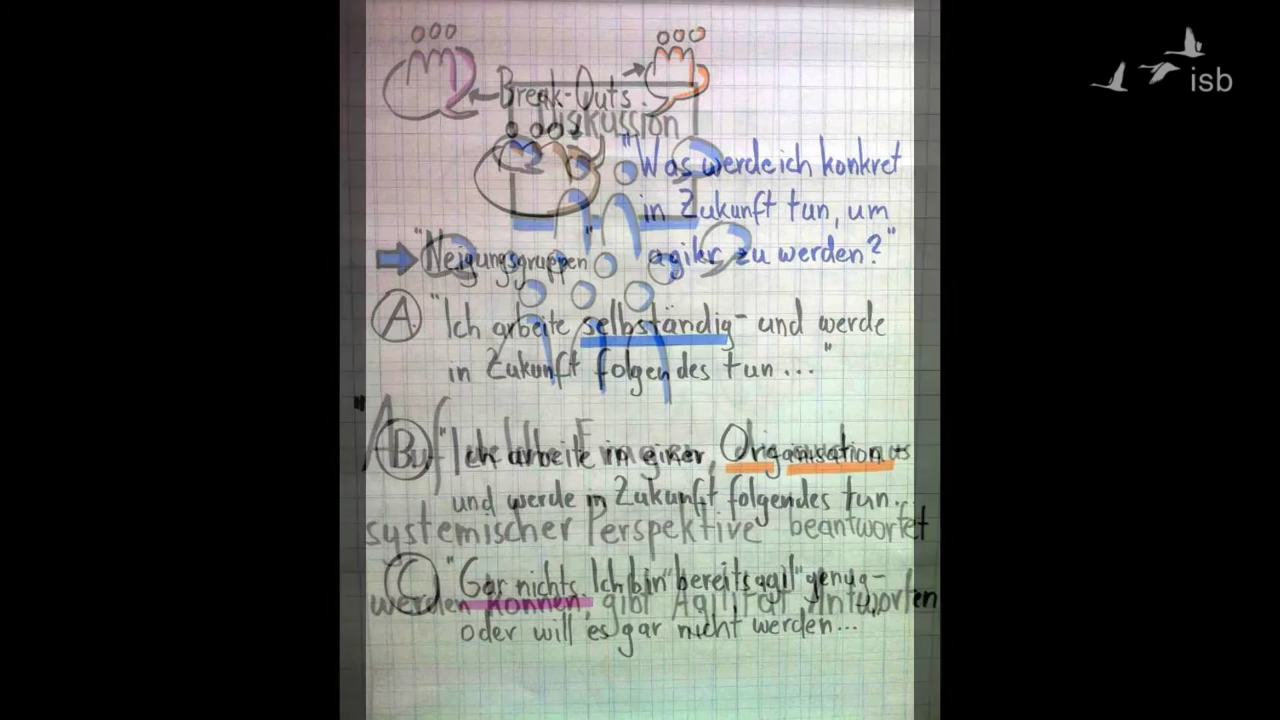 isb
Break-Outs
Diskussion
"Was werde ich konkret
in Zukunft tun, um
agiler zu werden?"
"Neigungsgruppen"
A "Ich arbeite selbständig - und werde
in Zukunft folgendes tun..."
"Auf
B "Ich arbeite in einer Organisation
und werde in Zukunft folgendes tun...
systemischer Perspektive beantwortet
C "Gar nichts. Ich bin "bereits agil" genug -
werden können, gibt Agilität Antworten
oder will es gar nicht werden...